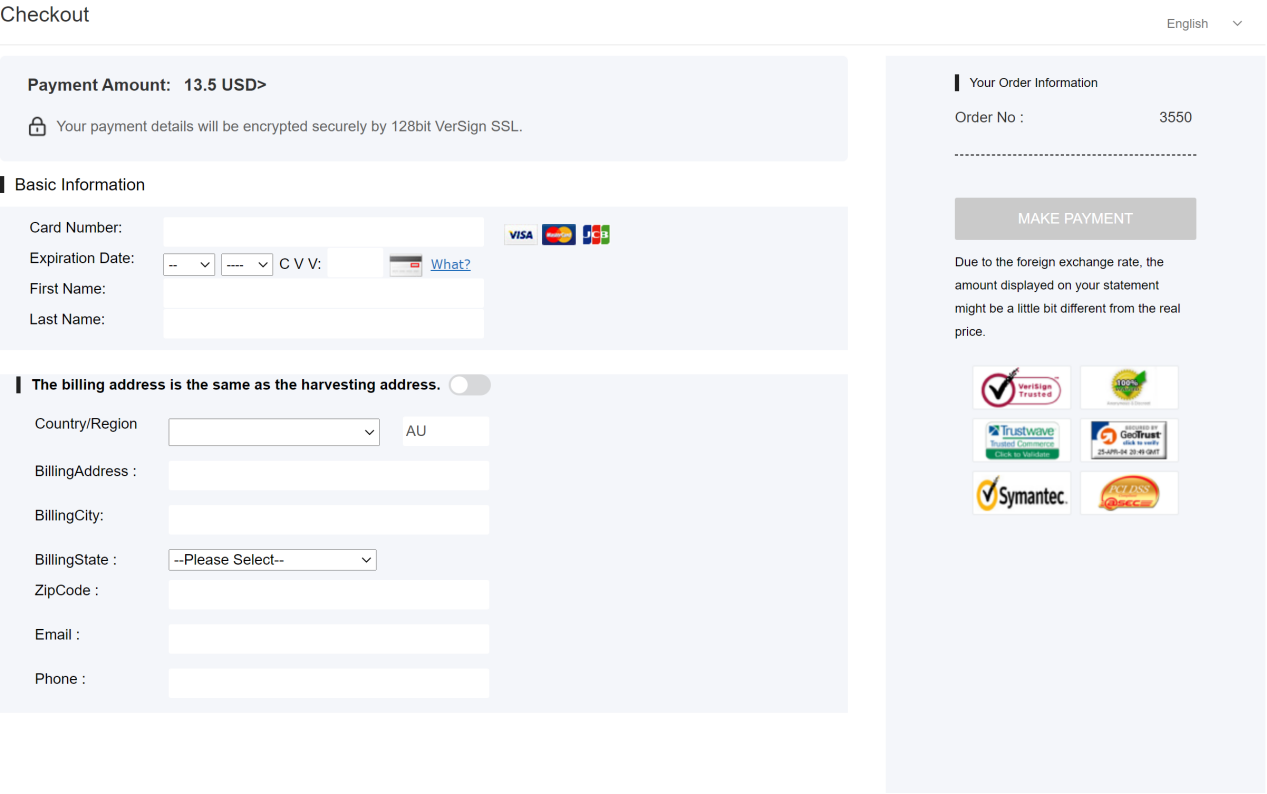 Checkout
English
Payment Amount: 13.5 USD>
Your payment details will be encrypted securely by 128bit VerSign SSL.
Basic Information
Card Number:
VISA MasterCard JCB
Expiration Date: -- ---- C V V: What?
First Name:
Last Name:
The billing address is the same as the harvesting address.
Country/Region AU
BillingAddress :
BillingCity:
BillingState : --Please Select--
ZipCode :
Email :
Phone :
Your Order Information
Order No : 3550
MAKE PAYMENT
Due to the foreign exchange rate, the
amount displayed on your statement
might be a little bit different from the real
price.
VeriSign
Trusted
100%
Trustwave
Trusted Commerce
Click to Validate
SECURED BY
GeoTrust
click to verify
25-APR-04 20:49 GMT
Symantec.
PCI DSS
@SEC